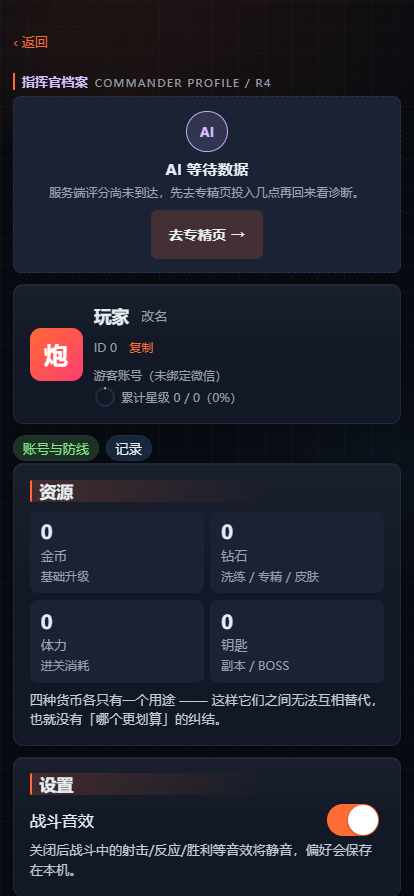 ‹ 返回
指挥官档案 COMMANDER PROFILE / R4
AI
AI 等待数据
服务端评分尚未到达，先去专精页投入几点再回来看诊断。
去专精页 →
炮
玩家 改名
ID 0 复制
游客账号（未绑定微信）
累计星级 0 / 0（0%）
账号与防线 记录
资源
0 0
金币 钻石
基础升级 洗练 / 专精 / 皮肤
0 0
体力 钥匙
进关消耗 副本 / BOSS
四种货币各只有一个用途 —— 这样它们之间无法互相替代，
也就没有「哪个更划算」的纠结。
设置
战斗音效
关闭后战斗中的射击/反应/胜利等音效将静音，偏好会保存
在本机。